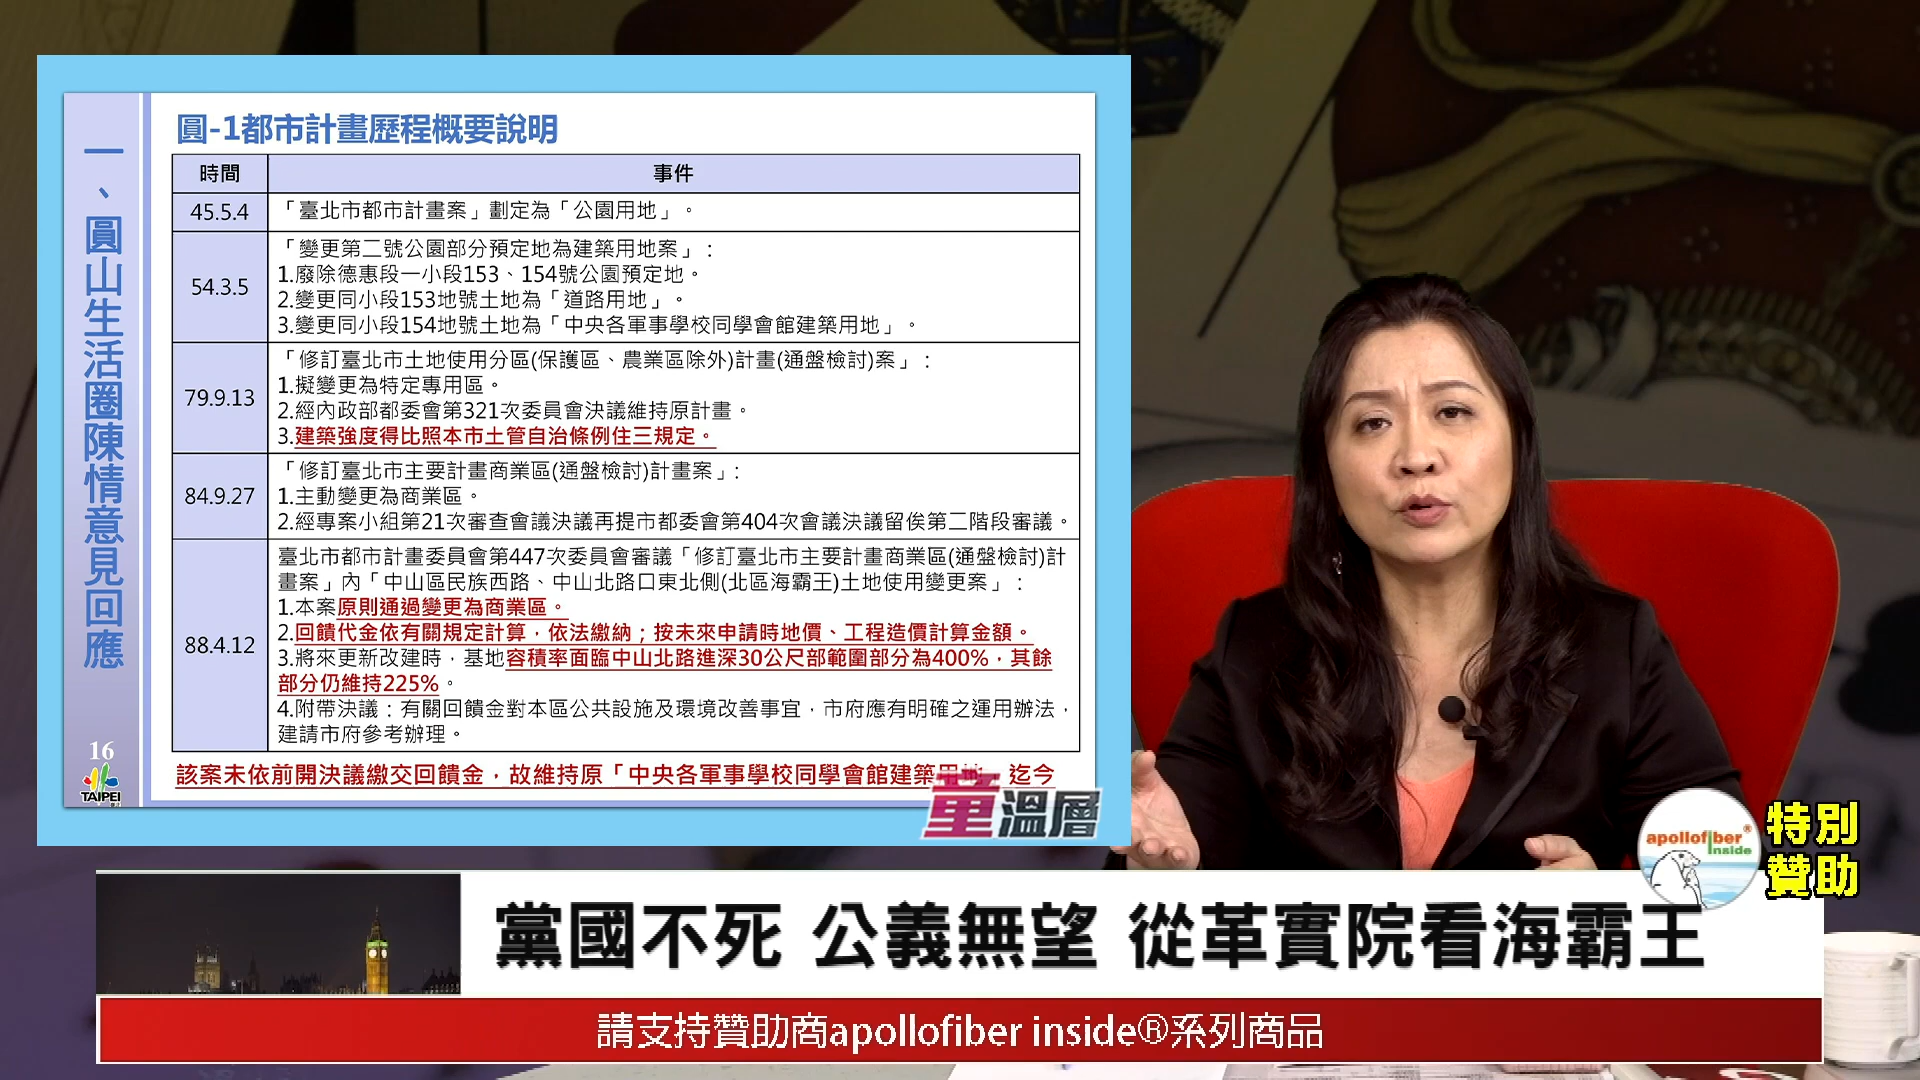 圓-1都市計畫歷程概要說明
一、圓山生活圈陳情意見回應
16
TAIPEI
時間 事件
45.5.4 「臺北市都市計畫案」劃定為「公園用地」。
54.3.5
「變更第二號公園部分預定地為建築用地案」：
1.廢除德惠段一小段153、154號公園預定地。
2.變更同小段153地號土地為「道路用地」。
3.變更同小段154地號土地為「中央各軍事學校同學會館建築用地」。
79.9.13
「修訂臺北市土地使用分區(保護區、農業區除外)計畫(通盤檢討)案」：
1.擬變更為特定專用區。
2.經內政部都委會第321次委員會決議維持原計畫。
3.建築強度得比照本市土管自治條例住三規定。
84.9.27
「修訂臺北市主要計畫商業區(通盤檢討)計畫案」:
1.主動變更為商業區。
2.經專案小組第21次審查會議決議再提市都委會第404次會議決議留俟第二階段審議。
88.4.12
臺北市都市計畫委員會第447次委員會審議「修訂臺北市主要計畫商業區(通盤檢討)計
畫案」內「中山區民族西路、中山北路口東北側(北區海霸王)土地使用變更案」：
1.本案原則通過變更為商業區。
2.回饋代金依有關規定計算，依法繳納；按未來申請時地價、工程造價計算金額。
3.將來更新改建時，基地容積率面臨中山北路進深30公尺部範圍部分為400%，其餘
部分仍維持225%。
4.附帶決議：有關回饋金對本區公共設施及環境改善事宜，市府應有明確之運用辦法，
建請市府參考辦理。
該案未依前開決議繳交回饋金，故維持原「中央各軍事學校同學會館建築用地」迄今
童溫層
apollofiber®
inside
特別
贊助
黨國不死 公義無望 從革實院看海霸王
請支持贊助商apollofiber inside®系列商品